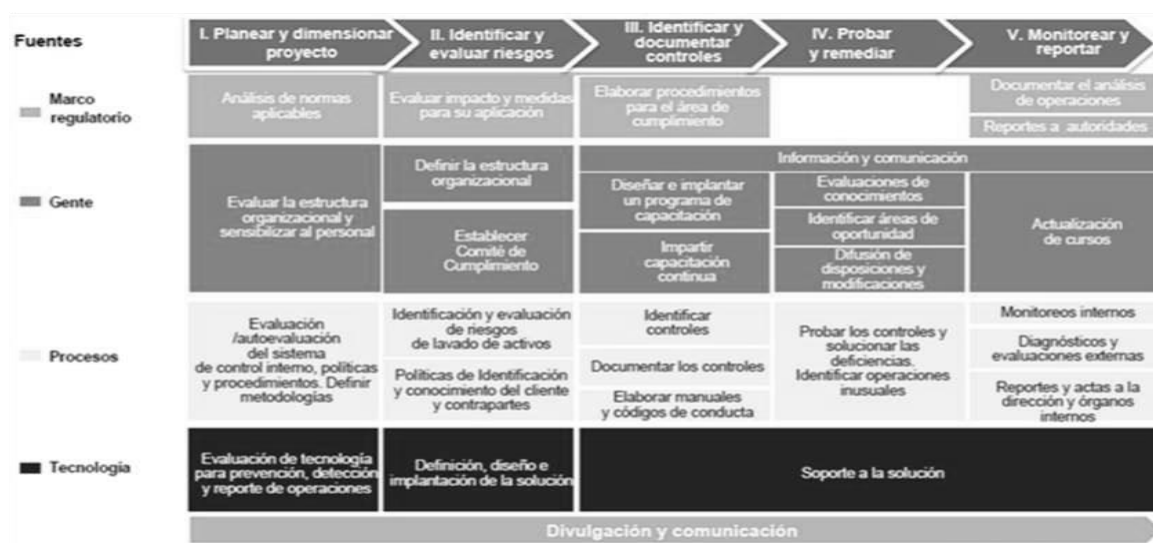 Fuentes
I. Planear y dimensionar
proyecto
II. Identificar y
evaluar riesgos
III. Identificar y
documentar
controles
IV. Probar
y remediar
V. Monitorear y
reportar
Marco
regulatorio
Análisis de normas
aplicables
Evaluar impacto y medidas
para su aplicación
Elaborar procedimientos
para el área de
cumplimiento
Documentar el análisis
de operaciones
Reportes a autoridades
Gente
Evaluar la estructura
organizacional y
sensibilizar al personal
Definir la estructura
organizacional
Establecer
Comité de
Cumplimiento
Información y comunicación
Diseñar e implantar
un programa de
capacitación
Impartir
capacitación
continua
Evaluaciones de
conocimientos
Identificar áreas de
oportunidad
Difusión de
disposiciones y
modificaciones
Actualización
de cursos
Procesos
Evaluación
/autoevaluación
del sistema
de control interno, políticas
y procedimientos. Definir
metodologías
Identificación y evaluación
de riesgos
de lavado de activos
Políticas de Identificación
y conocimiento del cliente
y contrapartes
Identificar
controles
Documentar los controles
Elaborar manuales
y códigos de conducta
Probar los controles y
solucionar las
deficiencias.
Identificar operaciones
inusuales
Monitoreos internos
Diagnósticos y
evaluaciones externas
Reportes y actas a la
dirección y órganos
internos
Tecnología
Evaluación de tecnología
para prevención, detección
y reporte de operaciones
Definición, diseño e
implantación de la solución
Soporte a la solución
Divulgación y comunicación